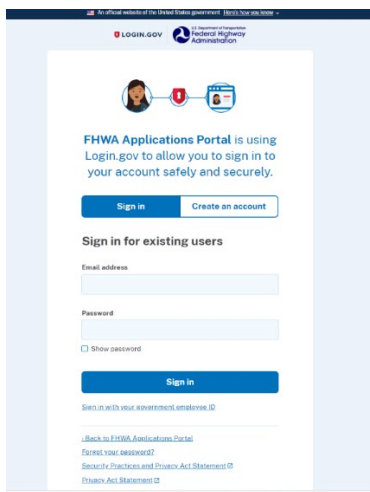 An official website of the United States government Here's how you know
LOGIN.GOV
U.S. Department of Transportation
Federal Highway
Administration
FHWA Applications Portal is using
Login.gov to allow you to sign in to
your account safely and securely.
Sign in
Create an account
Sign in for existing users
Email address
Password
Show password
Sign in
Sign in with your government employee ID
‹ Back to FHWA Applications Portal
Forgot your password?
Security Practices and Privacy Act Statement
Privacy Act Statement